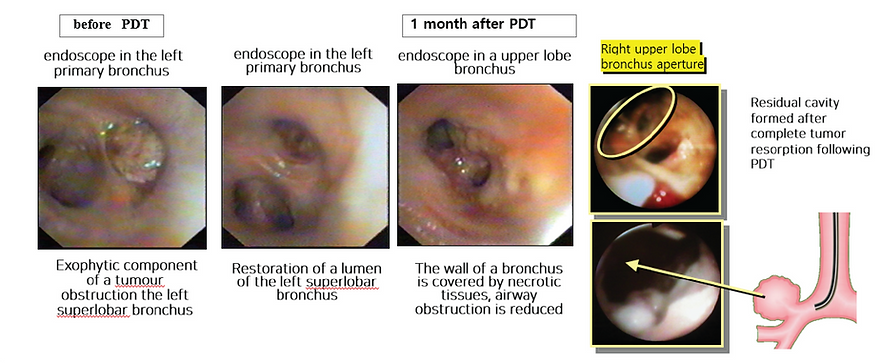 before PDT
1 month after PDT
endoscope in the left
primary bronchus
endoscope in the left
primary bronchus
endoscope in a upper lobe
bronchus
Right upper lobe
bronchus aperture
Residual cavity
formed after
complete tumor
resorption following
PDT
Exophytic component
of a tumour
obstruction the left
superlobar bronchus
Restoration of a lumen
of the left superlobar
bronchus
The wall of a bronchus
is covered by necrotic
tissues, airway
obstruction is reduced